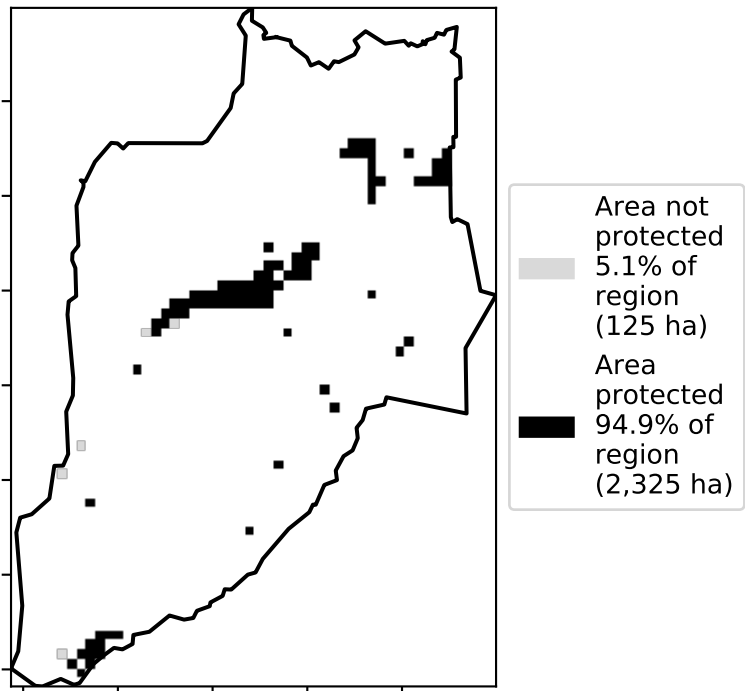 Area not
protected
5.1% of
region
(125 ha)
Area
protected
94.9% of
region
(2,325 ha)